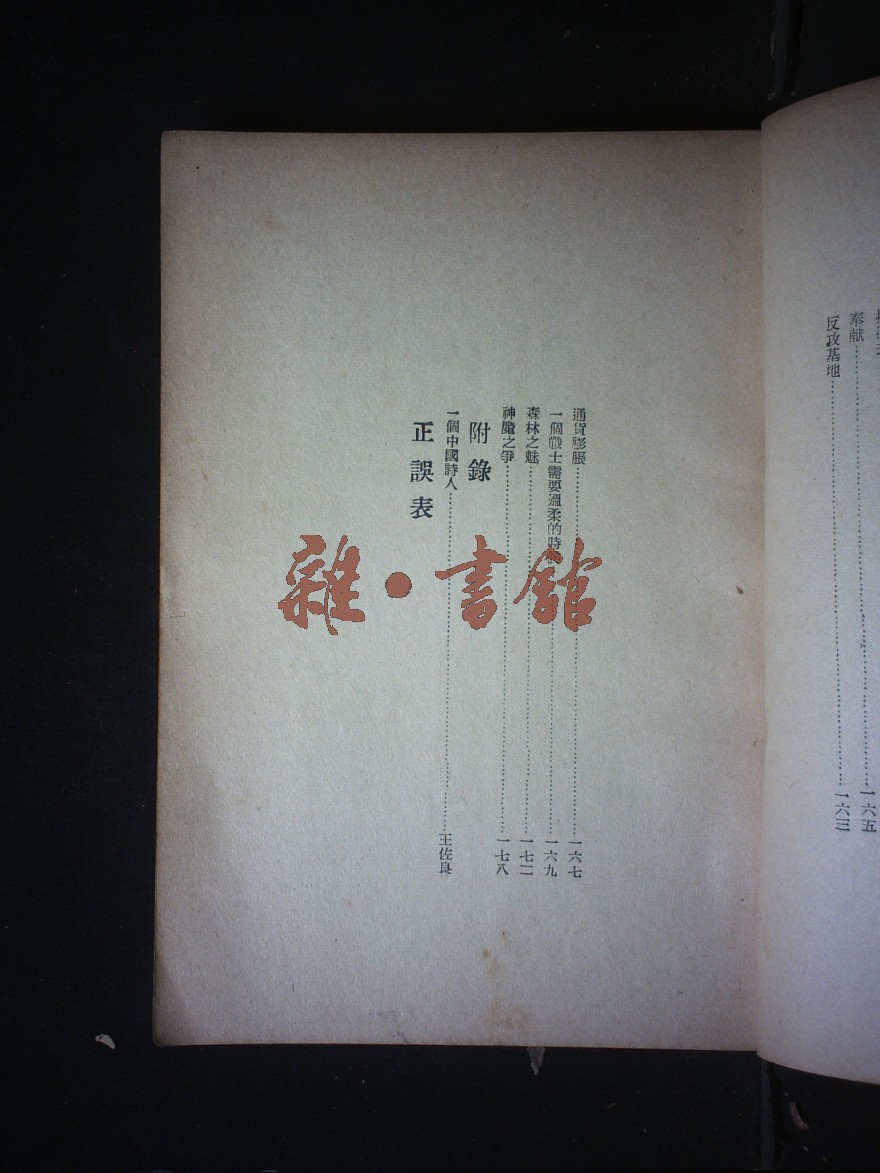 奉献……一六五
反攻基地……一六三
通貨膨脹……一六七
一個戰士需要溫柔的時……一六九
森林之魅……一七二
神魔之爭……一七八
附錄
一個中國詩人……王佐良
正誤表
雜·書館